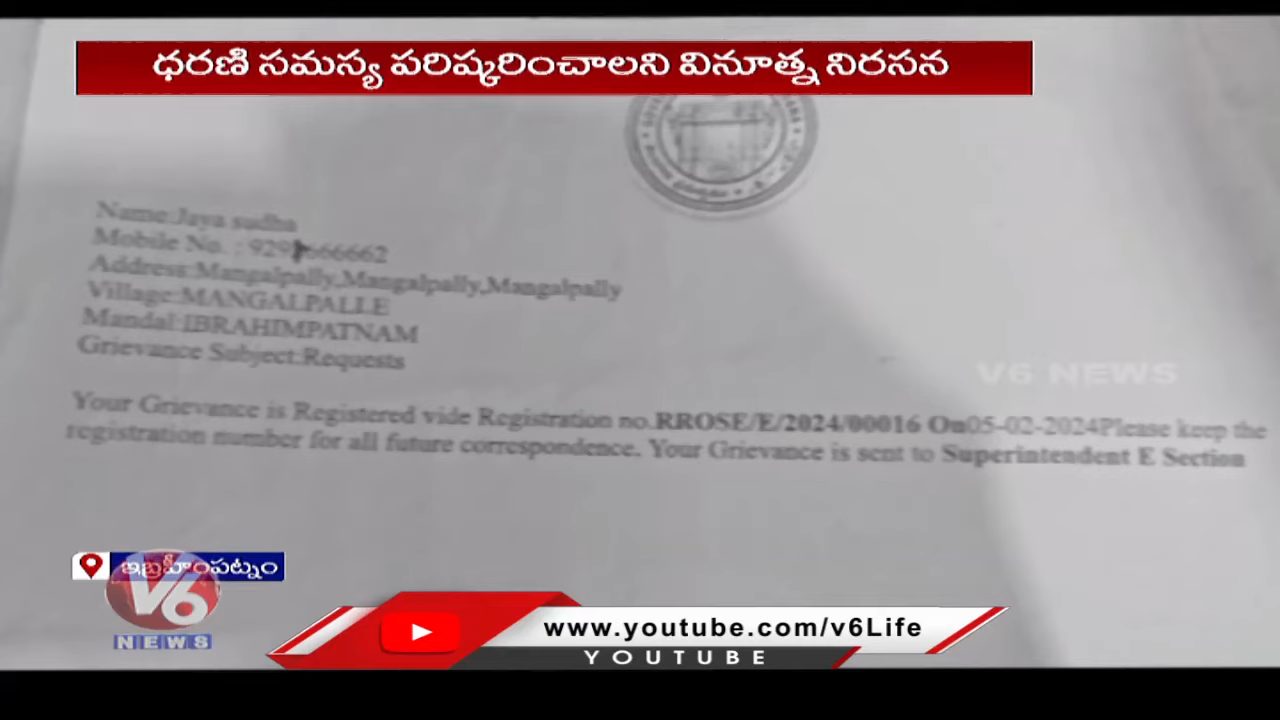 ధరణి సమస్య పరిష్కరించాలని వినూత్న నిరసన
Name:Jaya sudha
Mobile No. : 929 666662
Address:Mangalpally,Mangalpally,Mangalpally
Village:MANGALPALLE
Mandal:IBRAHIMPATNAM
Grievance Subject:Requests
V6 NEWS
Your Grievance is Registered vide Registration no.RROSE/E/2024/00016 On05-02-2024Please keep the
registration number for all future correspondence. Your Grievance is sent to Superintendent E Section
ఇబ్రహీంపట్నం
V6
NEWS
www.youtube.com/v6Life
YOUTUBE